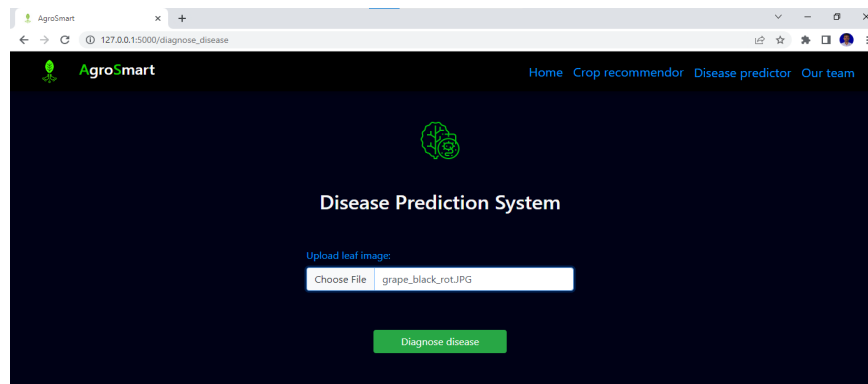 AgroSmart
127.0.0.1:5000/diagnose_disease
AgroSmart
Home Crop recommendor Disease predictor Our team
Disease Prediction System
Upload leaf image:
Choose File grape_black_rot.JPG
Diagnose disease